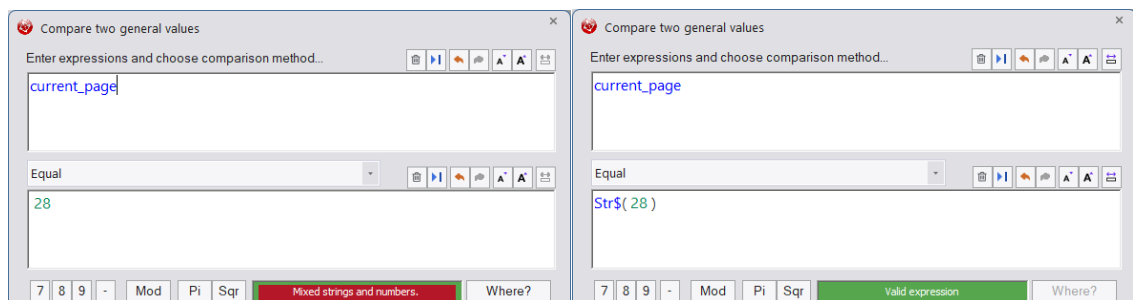 Compare two general values
Enter expressions and choose comparison method...
current_page
Equal
28
7 8 9 - Mod Pi Sqr Mixed strings and numbers. Where?
Compare two general values
Enter expressions and choose comparison method...
current_page
Equal
Str$( 28 )
7 8 9 - Mod Pi Sqr Valid expression Where?